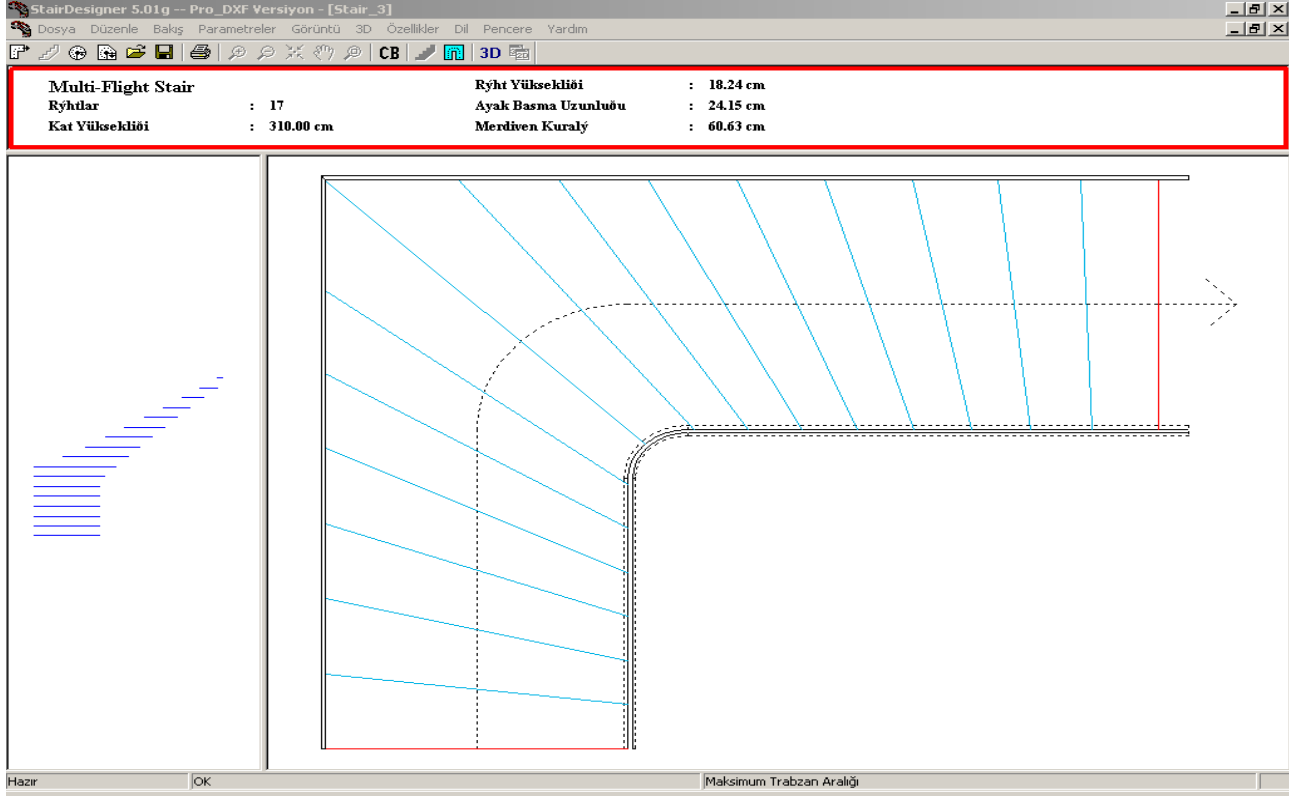 StairDesigner 5.01g -- Pro_DXF Versiyon - [Stair_3]
Dosya Düzenle Bakış Parametreler Görüntü 3D Özellikler Dil Pencere Yardım
CB 3D
Multi-Flight Stair
Rýhtlar : 17
Kat Yüksekliöi : 310.00 cm
Rýht Yüksekliöi : 18.24 cm
Ayak Basma Uzunluðu : 24.15 cm
Merdiven Kuralý : 60.63 cm
Hazır OK Maksimum Trabzan Aralığı